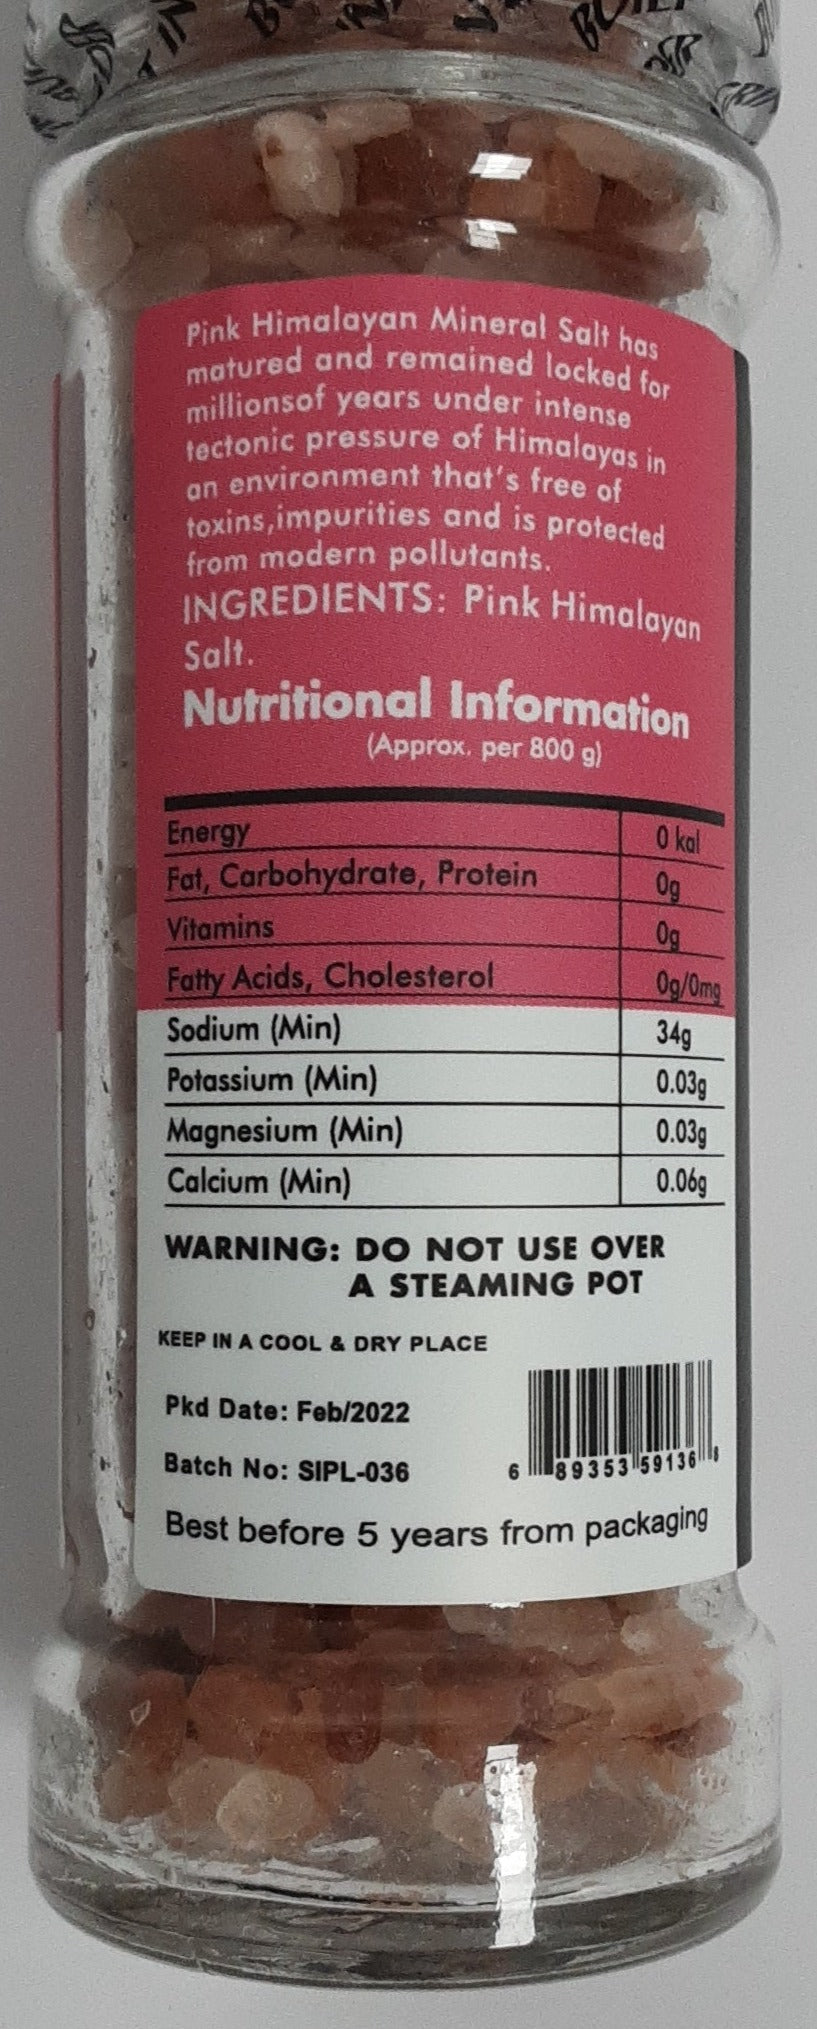 Pink Himalayan Mineral Salt has
matured and remained locked for
millionsof years under intense
tectonic pressure of Himalayas in
an environment that's free of
toxins,impurities and is protected
from modern pollutants.
INGREDIENTS: Pink Himalayan
Salt.
Nutritional Information
(Approx. per 800 g)
Energy 0 kal
Fat, Carbohydrate, Protein 0g
Vitamins 0g
Fatty Acids, Cholesterol 0g/0mg
Sodium (Min) 34g
Potassium (Min) 0.03g
Magnesium (Min) 0.03g
Calcium (Min) 0.06g
WARNING: DO NOT USE OVER
A STEAMING POT
KEEP IN A COOL & DRY PLACE
Pkd Date: Feb/2022
Batch No: SIPL-036
6 89353 59136 8
Best before 5 years from packaging